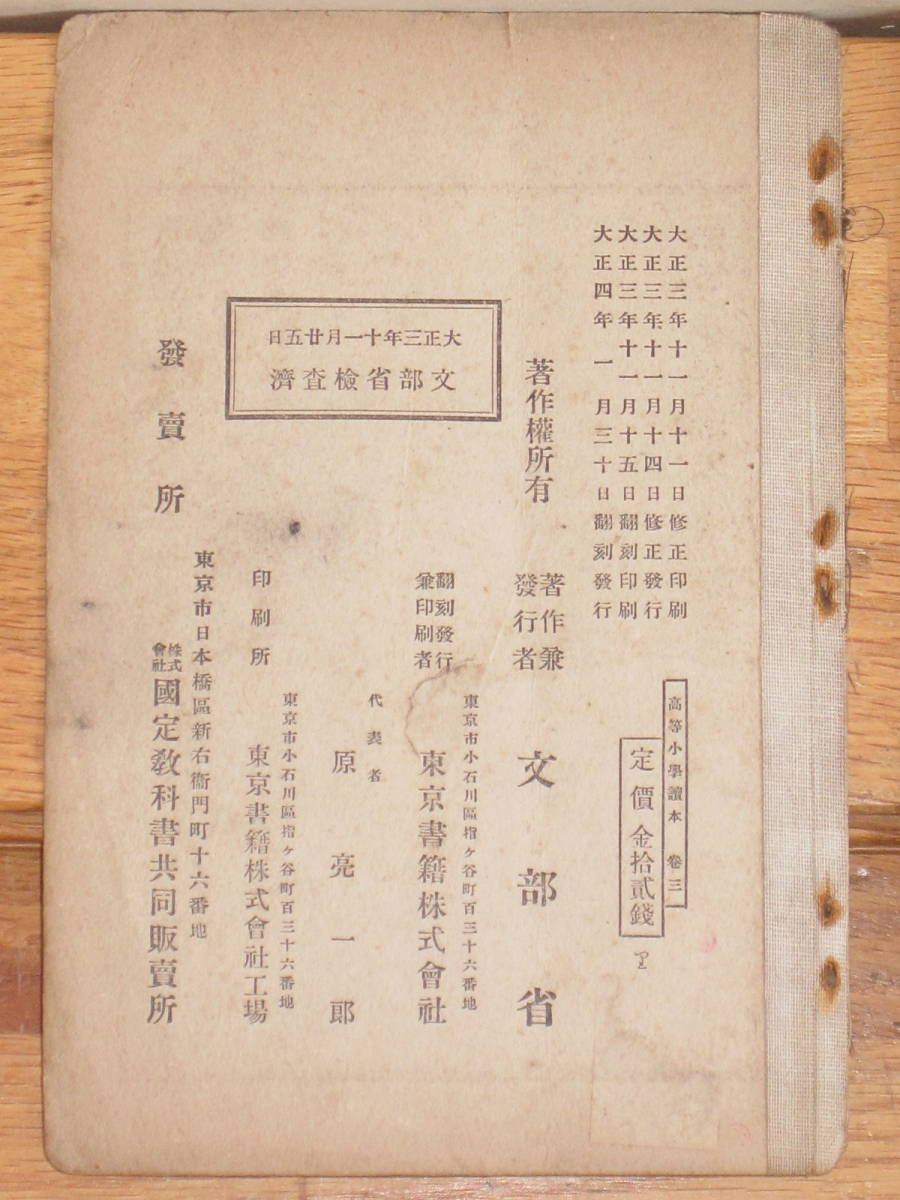 大正三年十一月十一日修正印刷
大正三年十一月十四日修正發行
大正三年十一月十五日翻刻印刷
大正四年一月三十日翻刻發行
高等小學讀本 卷三
定價金拾貳錢
著作權所有
著作兼
發行者
文部省
大正三年十一月廿五日
文部省檢査濟
翻刻發行
兼印刷者
東京市小石川區指ヶ谷町百三十六番地
東京書籍株式會社
代表者
原亮一郎
印刷所
東京市小石川區指ヶ谷町百三十六番地
東京書籍株式會社工場
發賣所
東京市日本橋區新右衞門町十六番地
株式
會社
國定敎科書共同販賣所